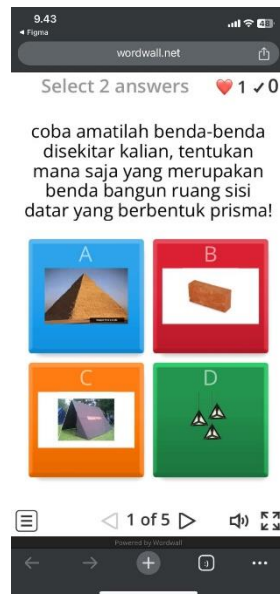 9.43
◀ Figma
wordwall.net
Select 2 answers
1 ✓0
coba amatilah benda-benda
disekitar kalian, tentukan
mana saja yang merupakan
benda bangun ruang sisi
datar yang berbentuk prisma!
A
B
C
D
1 of 5
Powered by Wordwall
:)